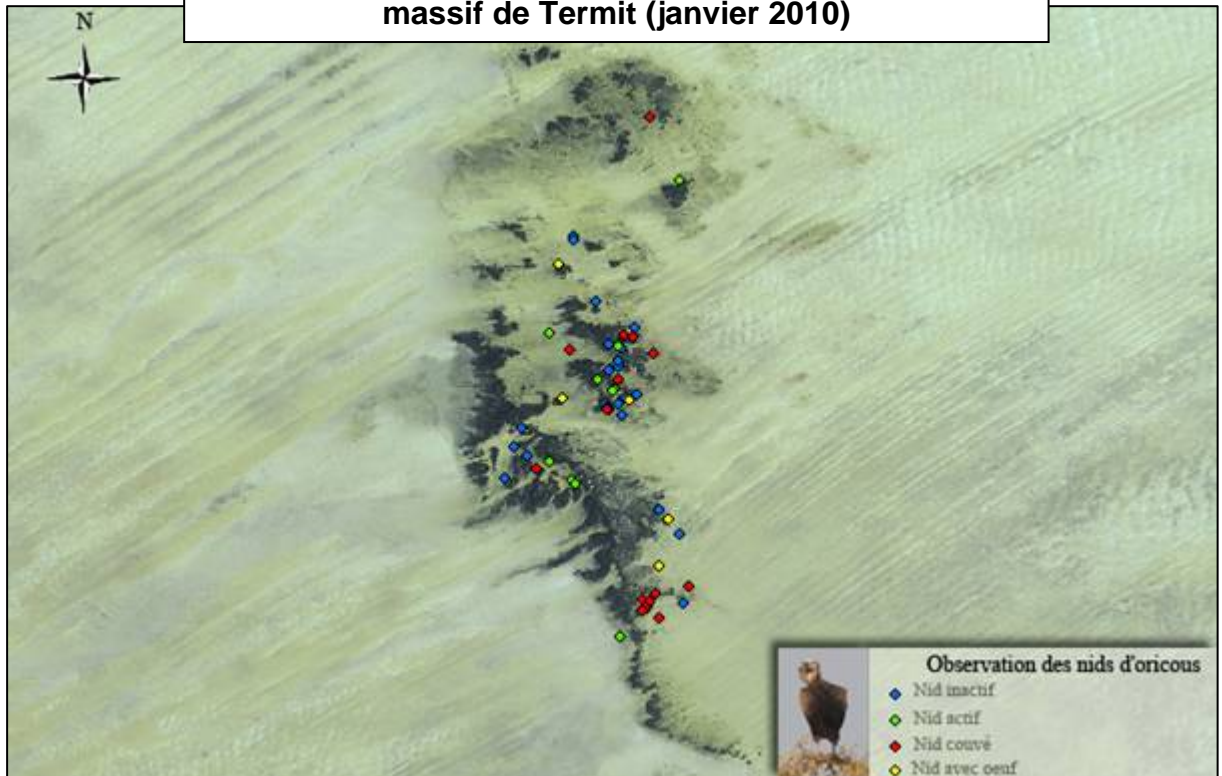 massif de Termit (janvier 2010)
N
Observation des nids d'oricous
Nid inactif
Nid actif
Nid couvé
Nid avec oeuf